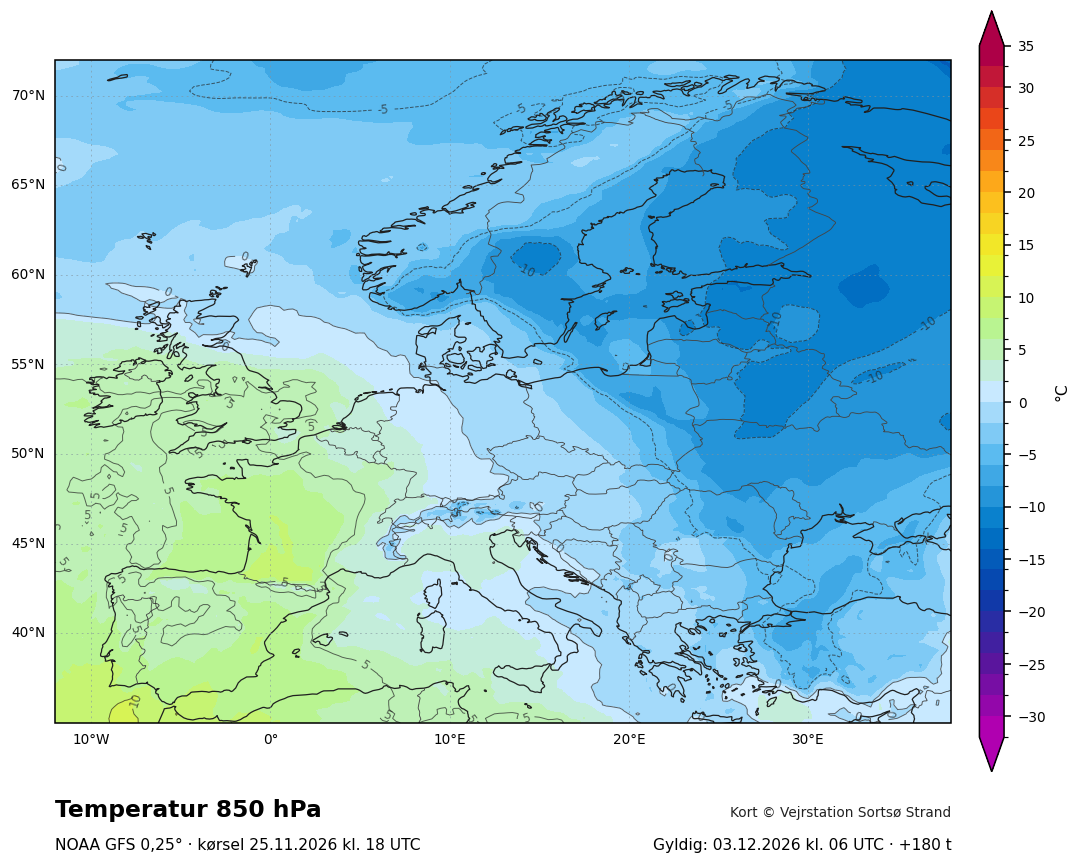 70°N
65°N
60°N
55°N
50°N
45°N
40°N
10°W 0° 10°E 20°E 30°E
35
30
25
20
15
10
5
0
−5
−10
−15
−20
−25
−30
°C
Temperatur 850 hPa
Kort © Vejrstation Sortsø Strand
NOAA GFS 0,25° · kørsel 25.11.2026 kl. 18 UTC
Gyldig: 03.12.2026 kl. 06 UTC · +180 t